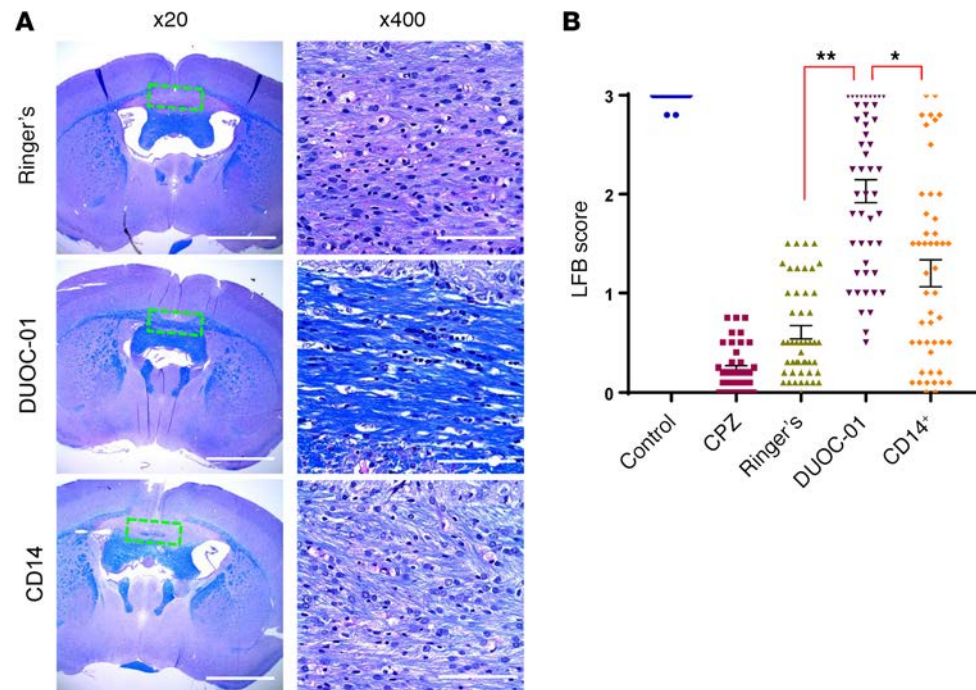 A
x20
x400
Ringer's
DUOC-01
CD14
B
**
*
LFB score
3
2
1
0
Control
CPZ
Ringer's
DUOC-01
CD14⁺